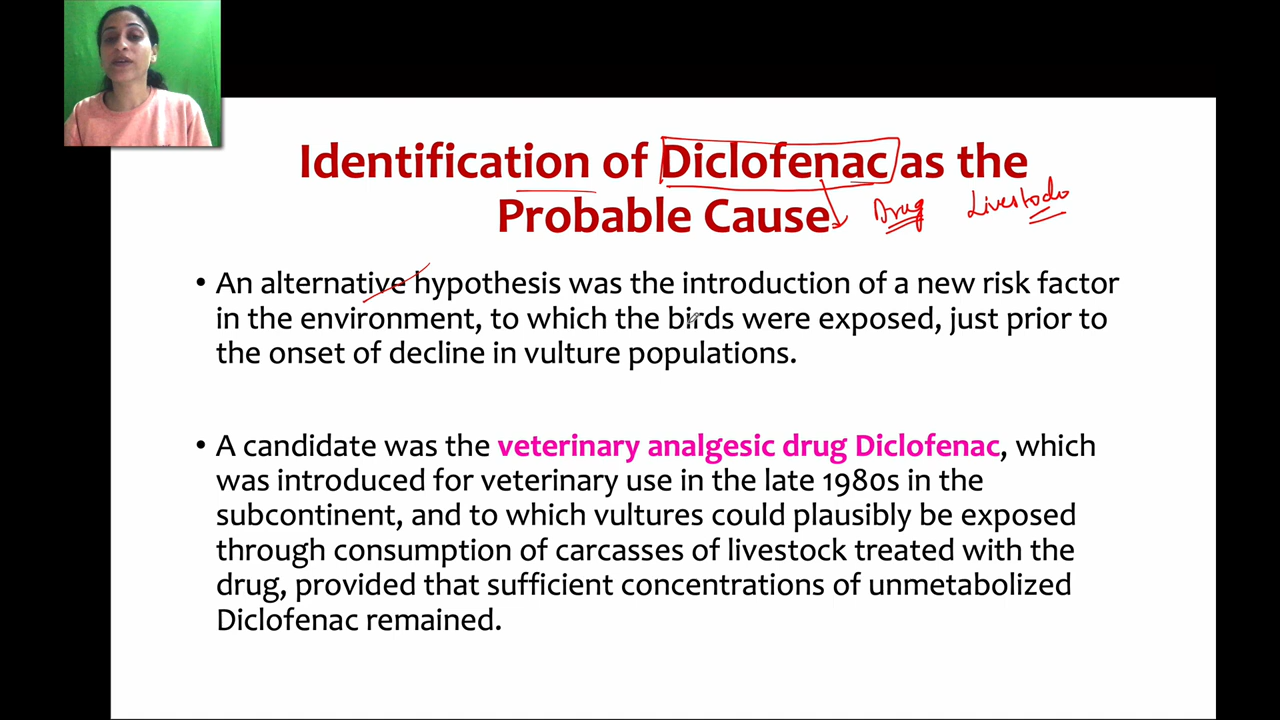 Identification of Diclofenac as the
Probable Cause
Drug
• An alternative hypothesis was the introduction of a new risk factor
in the environment, to which the birds were exposed, just prior to
the onset of decline in vulture populations.
• A candidate was the veterinary analgesic drug Diclofenac, which
was introduced for veterinary use in the late 1980s in the
subcontinent, and to which vultures could plausibly be exposed
through consumption of carcasses of livestock treated with the
drug, provided that sufficient concentrations of unmetabolized
Diclofenac remained.